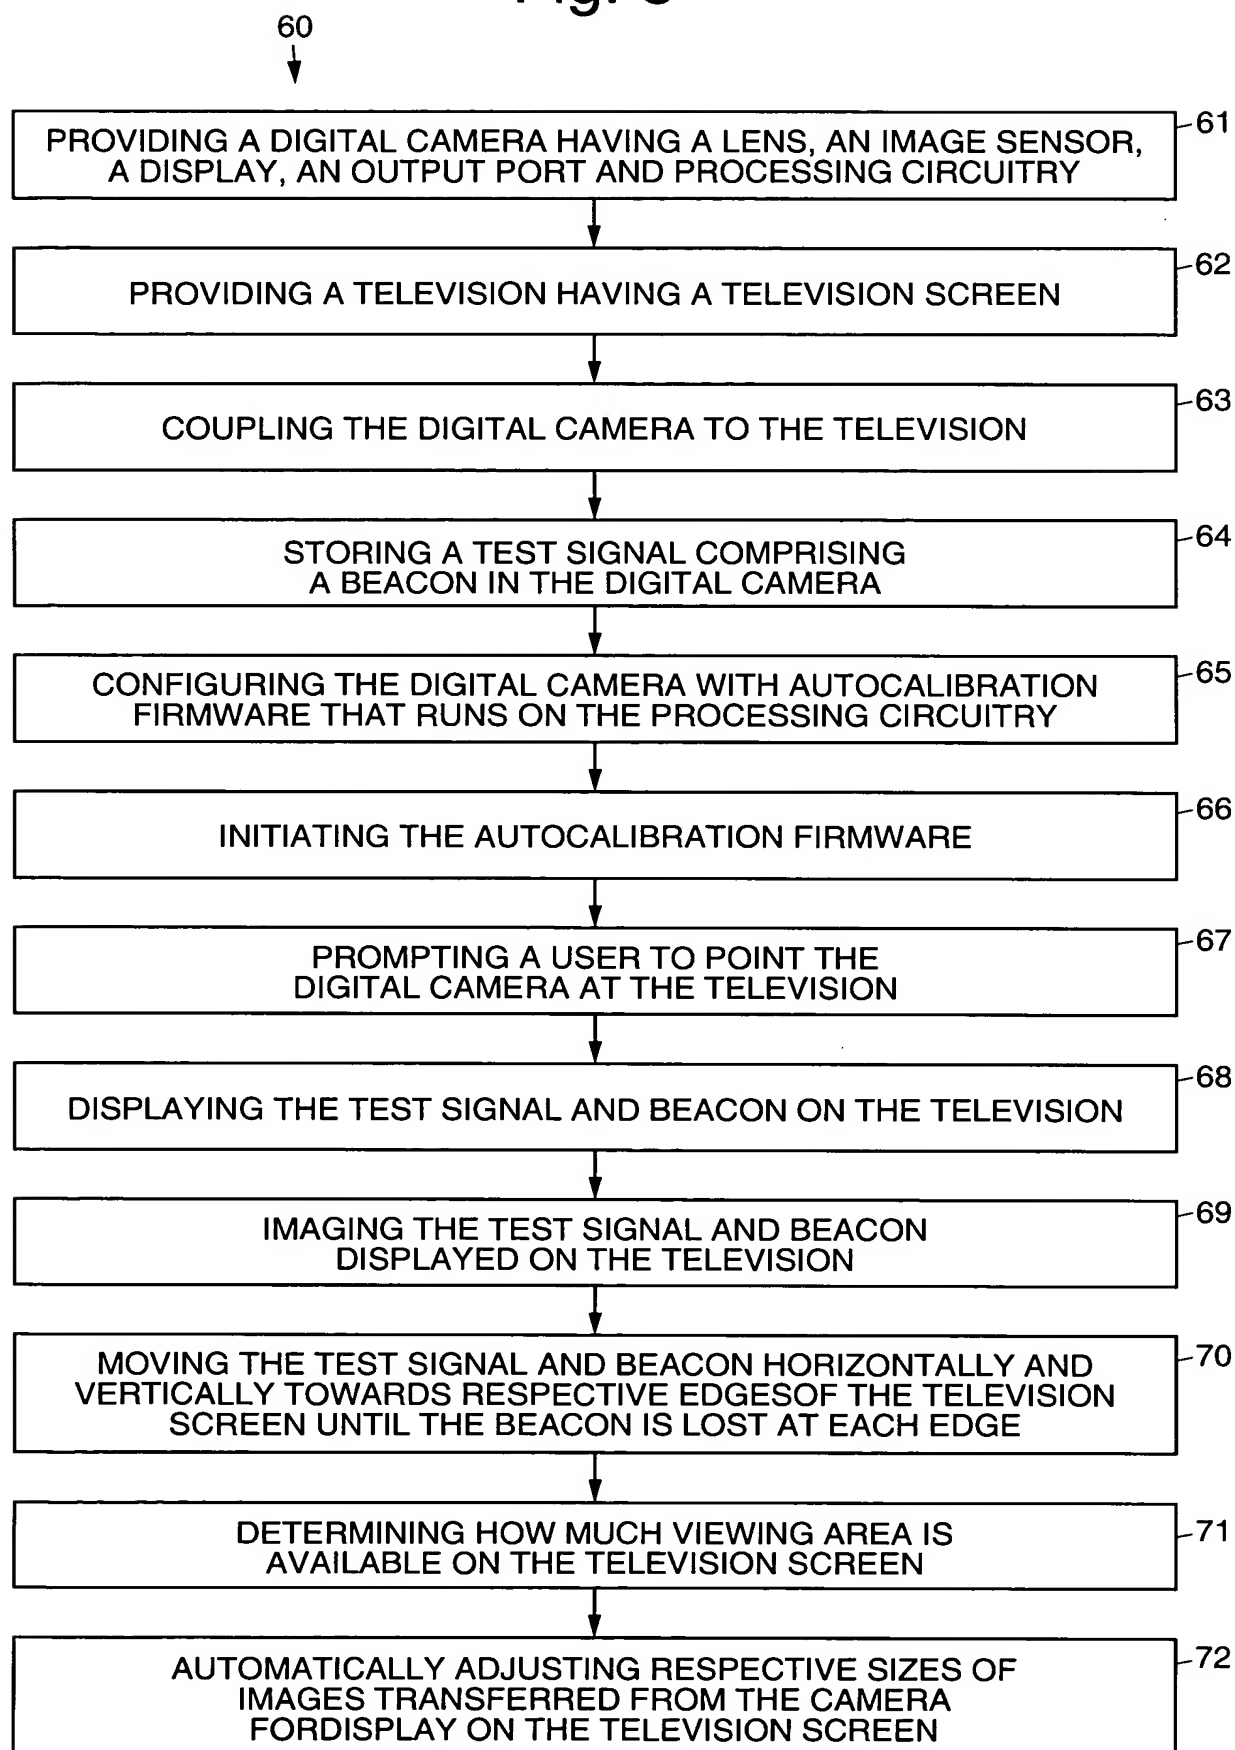 60
61
PROVIDING A DIGITAL CAMERA HAVING A LENS, AN IMAGE SENSOR,
A DISPLAY, AN OUTPUT PORT AND PROCESSING CIRCUITRY
62
PROVIDING A TELEVISION HAVING A TELEVISION SCREEN
63
COUPLING THE DIGITAL CAMERA TO THE TELEVISION
64
STORING A TEST SIGNAL COMPRISING
A BEACON IN THE DIGITAL CAMERA
65
CONFIGURING THE DIGITAL CAMERA WITH AUTOCALIBRATION
FIRMWARE THAT RUNS ON THE PROCESSING CIRCUITRY
66
INITIATING THE AUTOCALIBRATION FIRMWARE
67
PROMPTING A USER TO POINT THE
DIGITAL CAMERA AT THE TELEVISION
68
DISPLAYING THE TEST SIGNAL AND BEACON ON THE TELEVISION
69
IMAGING THE TEST SIGNAL AND BEACON
DISPLAYED ON THE TELEVISION
70
MOVING THE TEST SIGNAL AND BEACON HORIZONTALLY AND
VERTICALLY TOWARDS RESPECTIVE EDGESOF THE TELEVISION
SCREEN UNTIL THE BEACON IS LOST AT EACH EDGE
71
DETERMINING HOW MUCH VIEWING AREA IS
AVAILABLE ON THE TELEVISION SCREEN
72
AUTOMATICALLY ADJUSTING RESPECTIVE SIZES OF
IMAGES TRANSFERRED FROM THE CAMERA
FORDISPLAY ON THE TELEVISION SCREEN